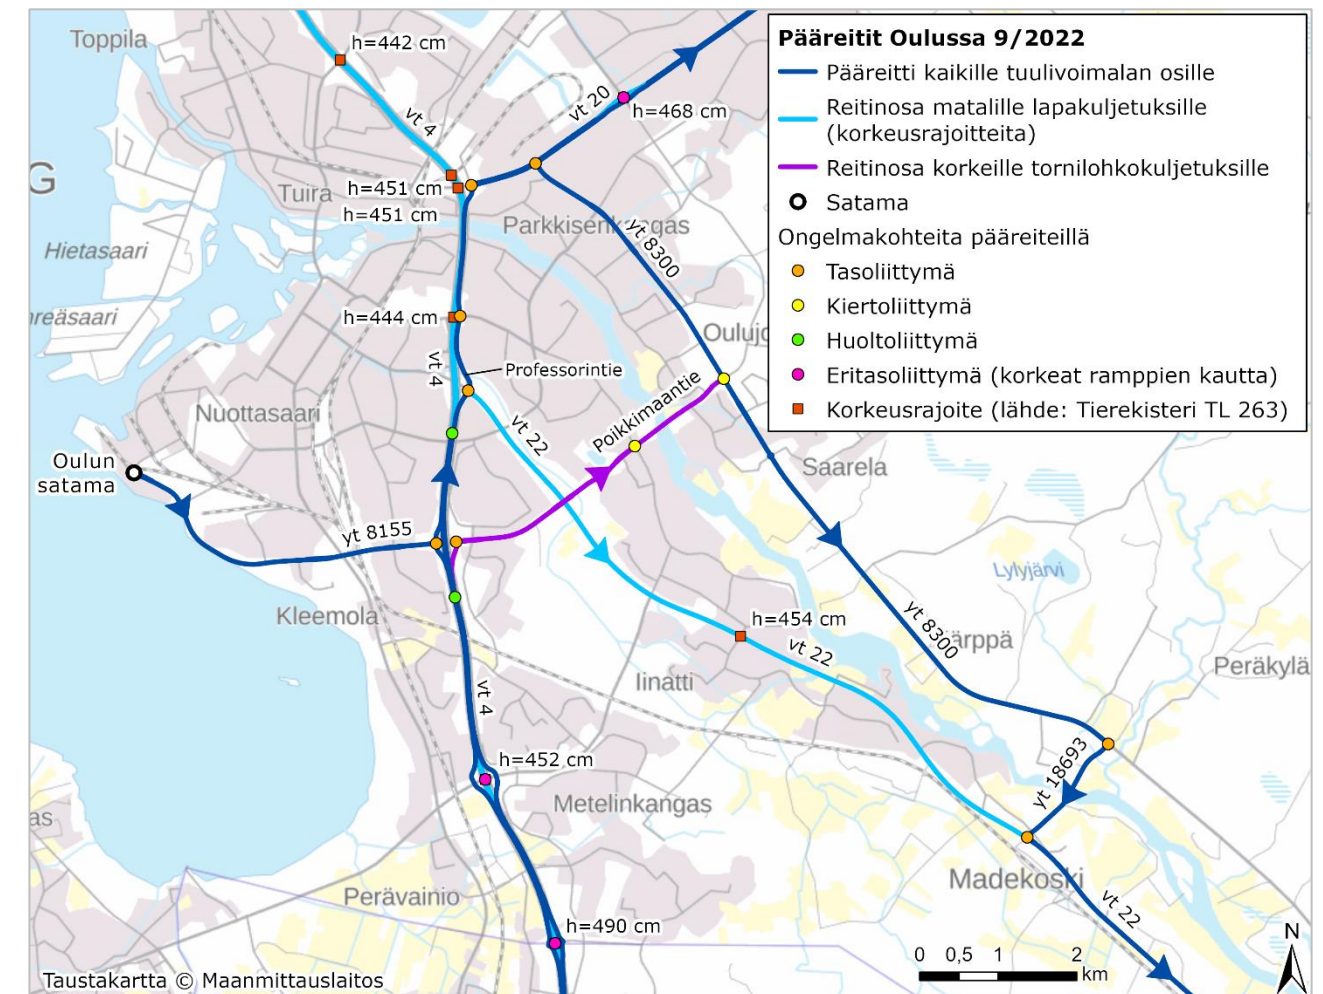 Toppila
h=442 cm
vt 4
vt 20
h=468 cm
G
Tuira
h=451 cm
h=451 cm
Parkkisenkangas
yt 8300
Hietasaari
h=444 cm
vt 4
Professorintie
Nuottasaari
vt 22
Poikkimaantie
Saarela
Oulun
satama
yt 8155
Lylyjärvi
Kleemola
h=454 cm
vt 22
yt 8300
Peräkylä
Iinatti
vt 4
h=452 cm
yt 18693
Metelinkangas
Madekoski
Perävainio
vt 22
h=490 cm
Pääreitit Oulussa 9/2022
Pääreitti kaikille tuulivoimalan osille
Reitinosa matalille lapakuljetuksille
(korkeusrajoitteita)
Reitinosa korkeille tornilohkokuljetuksille
Satama
Ongelmakohteita pääreiteillä
Tasoliittymä
Kiertoliittymä
Huoltoliittymä
Eritasoliittymä (korkeat ramppien kautta)
Korkeusrajoite (lähde: Tierekisteri TL 263)
N
0 0,5 1 2
km
Taustakartta © Maanmittauslaitos